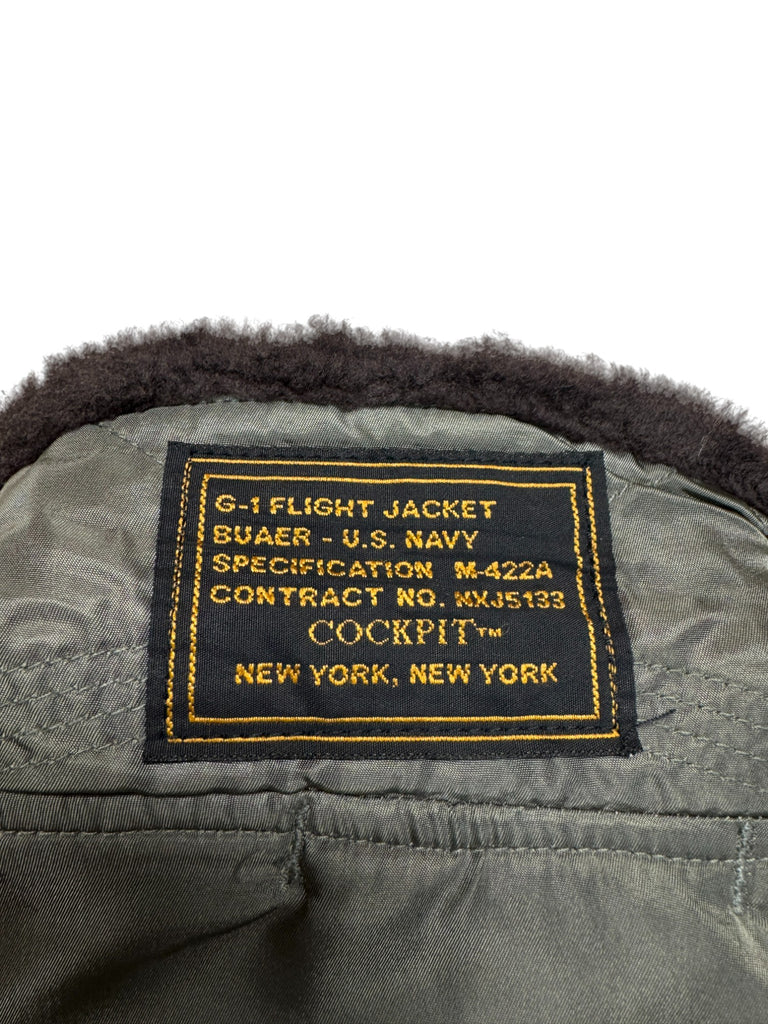 G-1 FLIGHT JACKET
BUAER - U.S. NAVY
SPECIFICATION M-422A
CONTRACT NO. NXJ5133
COCKPIT™
NEW YORK, NEW YORK